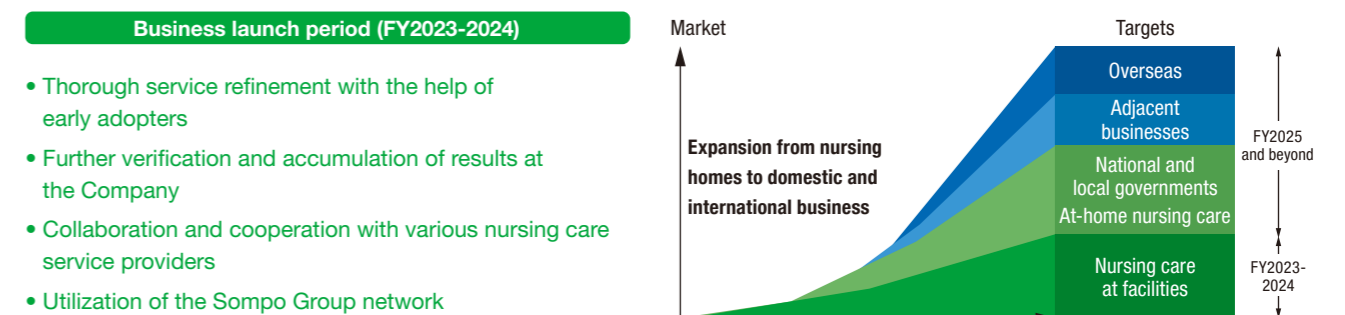 Business launch period (FY2023-2024)
• Thorough service refinement with the help of
early adopters
• Further verification and accumulation of results at
the Company
• Collaboration and cooperation with various nursing care
service providers
• Utilization of the Sompo Group network
Market
Targets
Expansion from nursing
homes to domestic and
international business
Overseas
Adjacent
businesses
National and
local governments
At-home nursing care
Nursing care
at facilities
FY2025
and beyond
FY2023-
2024